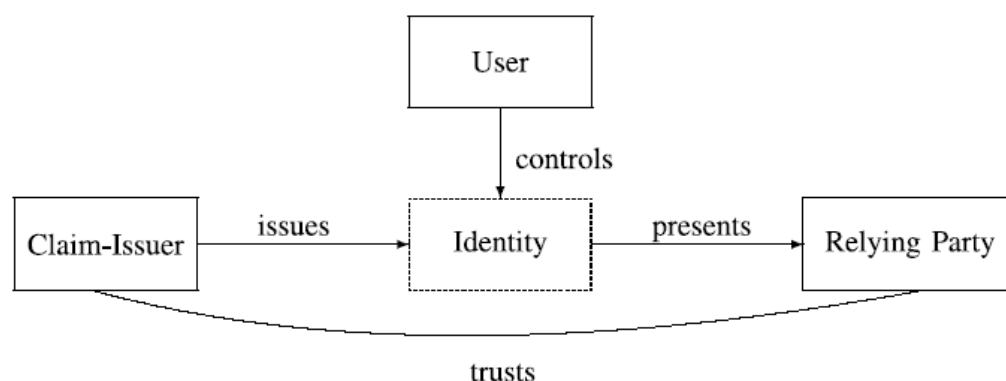 User
controls
Claim-Issuer
issues
Identity
presents
Relying Party
trusts